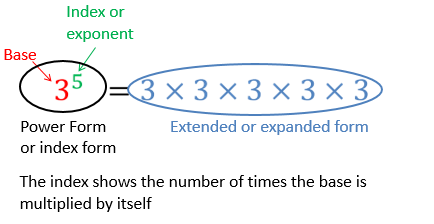 Index or
exponent
Base
3⁵ = 3 × 3 × 3 × 3 × 3
Power Form
or index form
Extended or expanded form
The index shows the number of times the base is
multiplied by itself